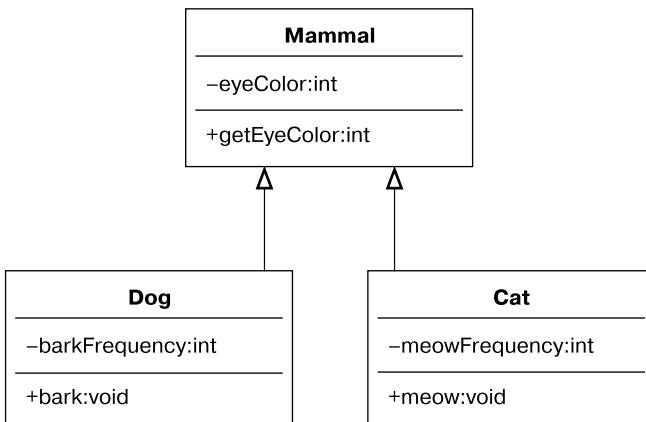 Mammal
–eyeColor:int
+getEyeColor:int
Dog
–barkFrequency:int
+bark:void
Cat
–meowFrequency:int
+meow:void